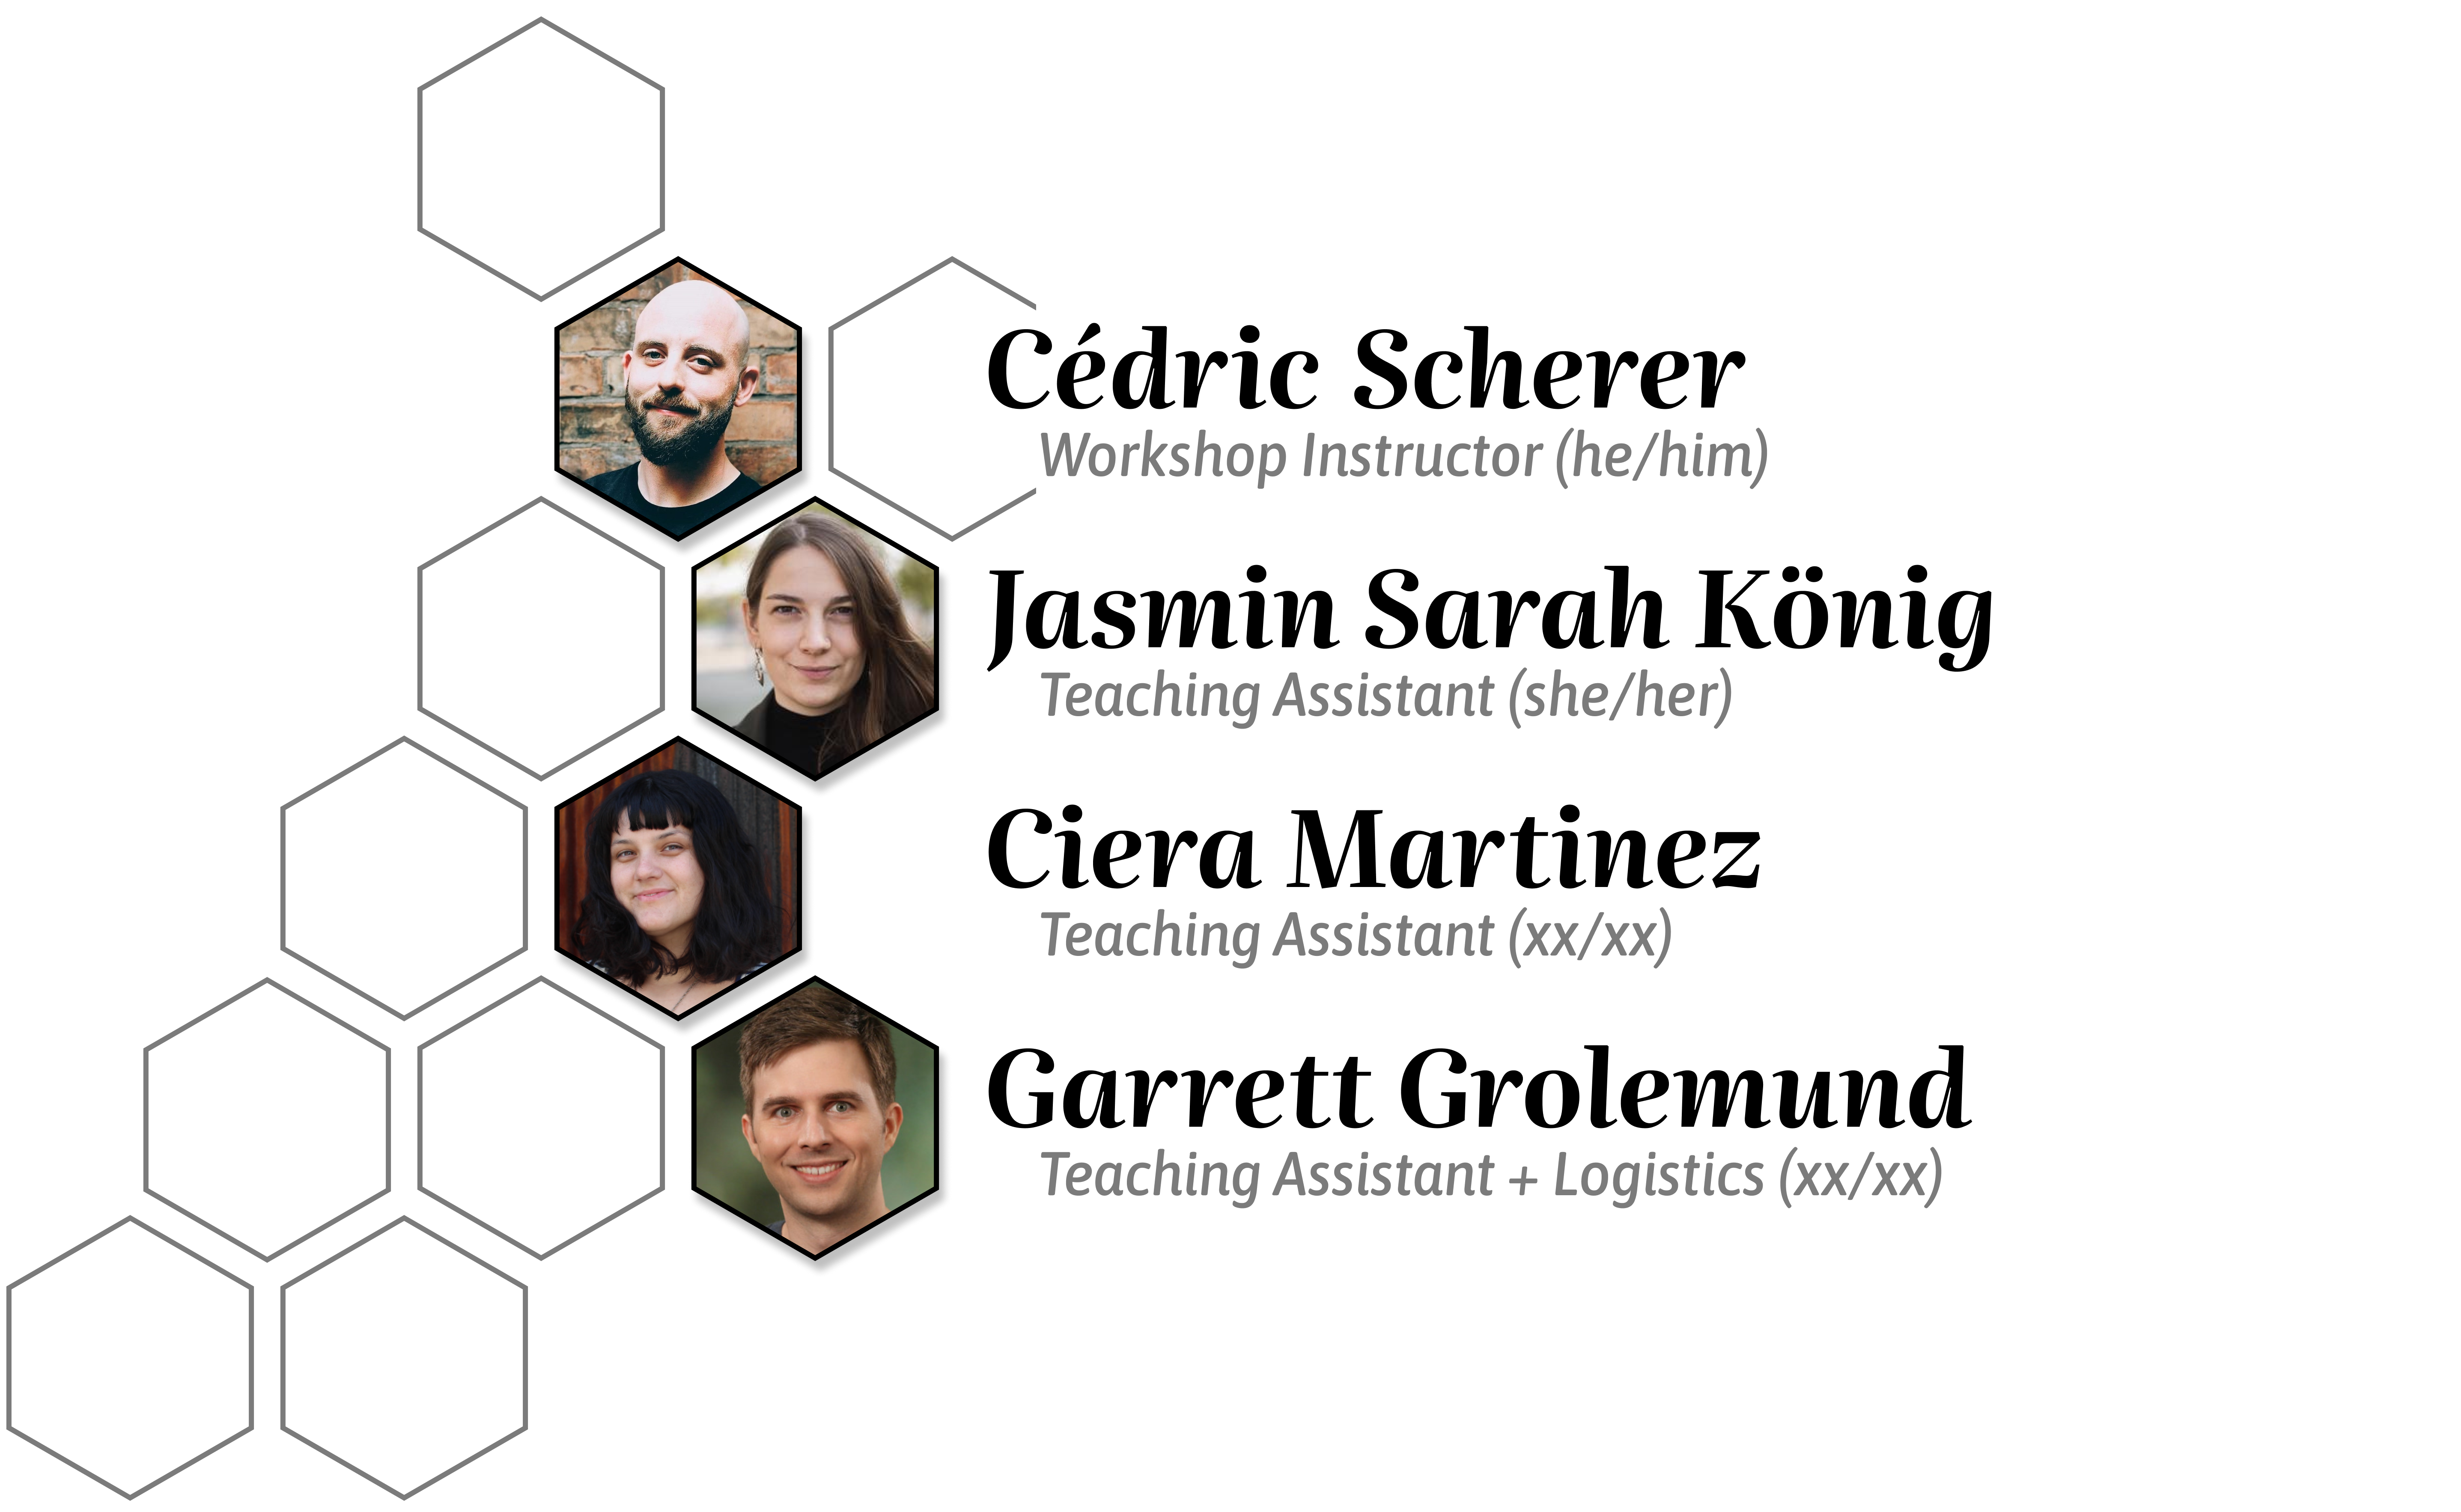 Cédric Scherer
Workshop Instructor (he/him)
Jasmin Sarah König
Teaching Assistant (she/her)
Ciera Martinez
Teaching Assistant (xx/xx)
Garrett Grolemund
Teaching Assistant + Logistics (xx/xx)